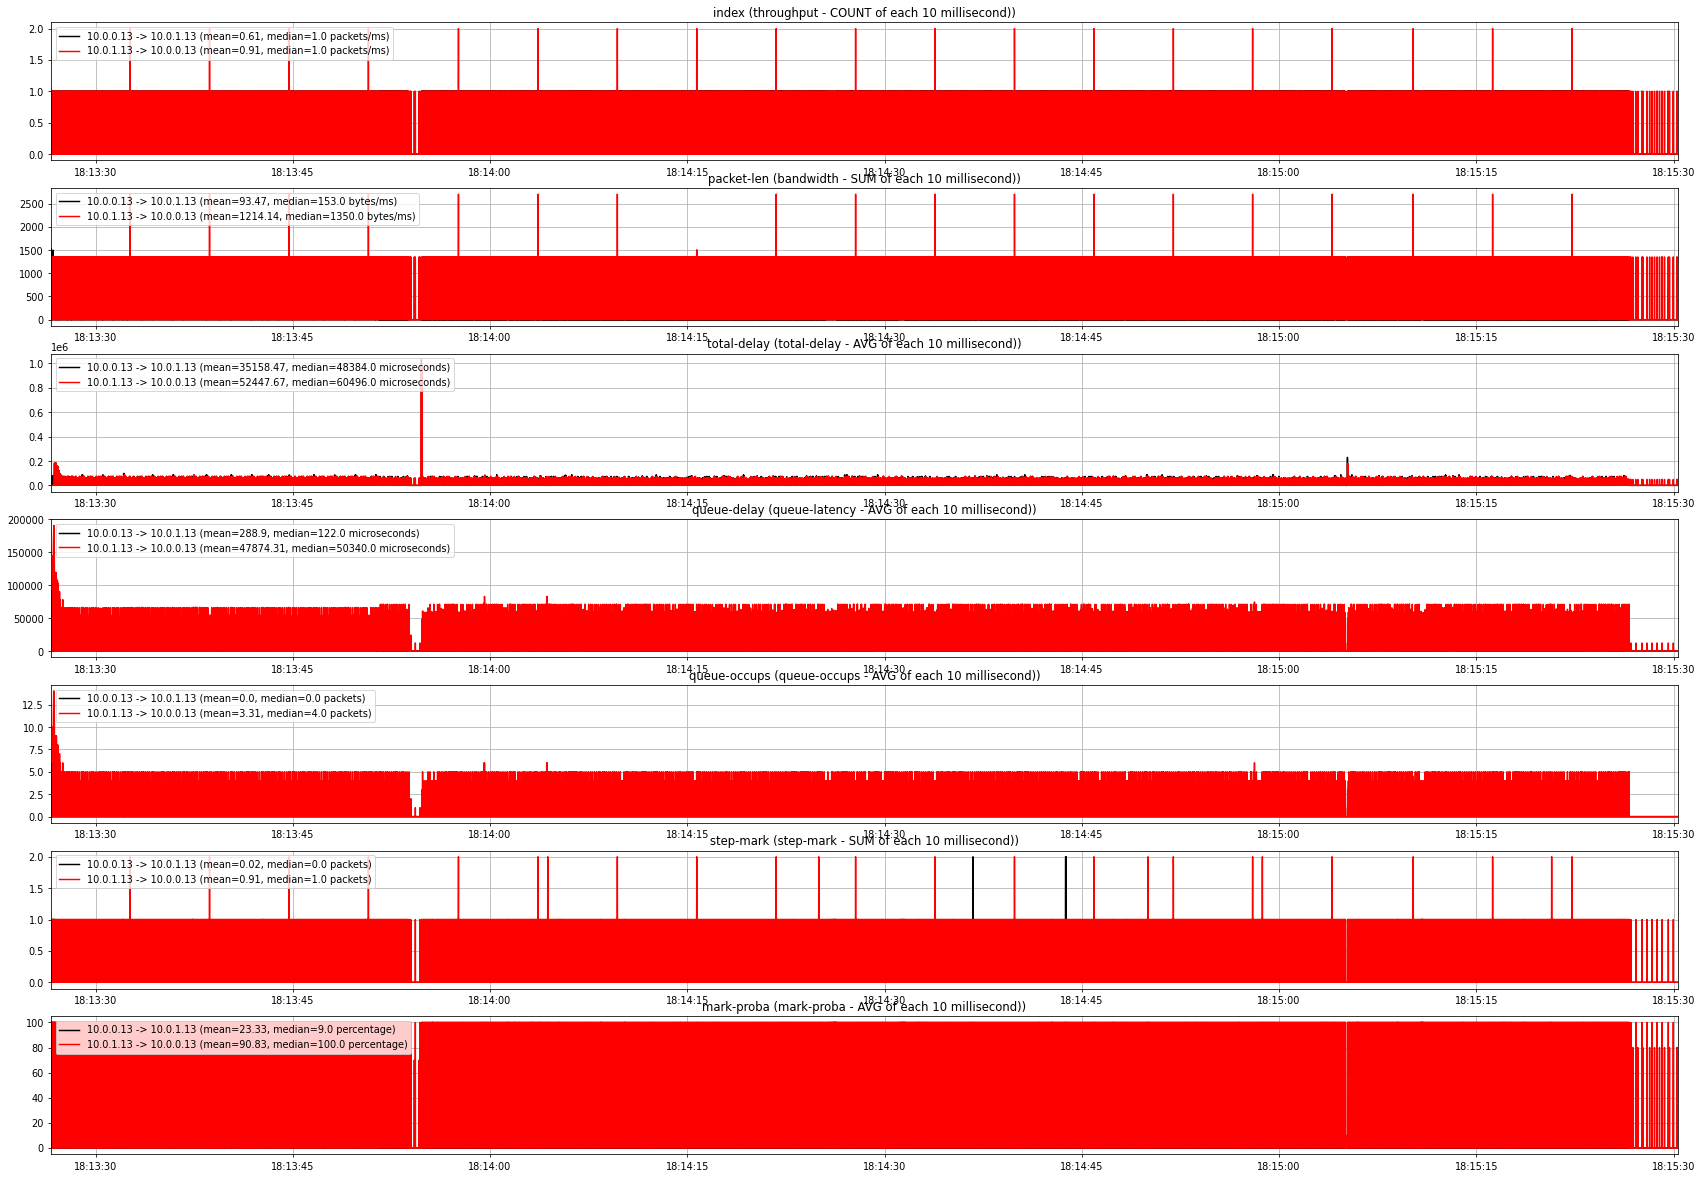 index (throughput - COUNT of each 10 millisecond))
10.0.0.13 -> 10.0.1.13 (mean=0.61, median=1.0 packets/ms)
10.0.1.13 -> 10.0.0.13 (mean=0.91, median=1.0 packets/ms)
2.0
1.5
1.0
0.5
0.0
18:13:30 18:13:45 18:14:00 18:14:15 18:14:30 18:14:45 18:15:00 18:15:15 18:15:30
packet-len (bandwidth - SUM of each 10 millisecond))
10.0.0.13 -> 10.0.1.13 (mean=93.47, median=153.0 bytes/ms)
10.0.1.13 -> 10.0.0.13 (mean=1214.14, median=1350.0 bytes/ms)
2500
2000
1500
1000
500
0
18:13:30 18:13:45 18:14:00 18:14:15 18:14:30 18:14:45 18:15:00 18:15:15 18:15:30
total-delay (total-delay - AVG of each 10 millisecond))
1e6
10.0.0.13 -> 10.0.1.13 (mean=35158.47, median=48384.0 microseconds)
10.0.1.13 -> 10.0.0.13 (mean=52447.67, median=60496.0 microseconds)
1.0
0.8
0.6
0.4
0.2
0.0
18:13:30 18:13:45 18:14:00 18:14:15 18:14:30 18:14:45 18:15:00 18:15:15 18:15:30
queue-delay (queue-latency - AVG of each 10 millisecond))
10.0.0.13 -> 10.0.1.13 (mean=288.9, median=122.0 microseconds)
10.0.1.13 -> 10.0.0.13 (mean=47874.31, median=50340.0 microseconds)
200000
150000
100000
50000
0
18:13:30 18:13:45 18:14:00 18:14:15 18:14:30 18:14:45 18:15:00 18:15:15 18:15:30
queue-occups (queue-occups - AVG of each 10 millisecond))
10.0.0.13 -> 10.0.1.13 (mean=0.0, median=0.0 packets)
10.0.1.13 -> 10.0.0.13 (mean=3.31, median=4.0 packets)
12.5
10.0
7.5
5.0
2.5
0.0
18:13:30 18:13:45 18:14:00 18:14:15 18:14:30 18:14:45 18:15:00 18:15:15 18:15:30
step-mark (step-mark - SUM of each 10 millisecond))
10.0.0.13 -> 10.0.1.13 (mean=0.02, median=0.0 packets)
10.0.1.13 -> 10.0.0.13 (mean=0.91, median=1.0 packets)
2.0
1.5
1.0
0.5
0.0
18:13:30 18:13:45 18:14:00 18:14:15 18:14:30 18:14:45 18:15:00 18:15:15 18:15:30
mark-proba (mark-proba - AVG of each 10 millisecond))
10.0.0.13 -> 10.0.1.13 (mean=23.33, median=9.0 percentage)
10.0.1.13 -> 10.0.0.13 (mean=90.83, median=100.0 percentage)
100
80
60
40
20
0
18:13:30 18:13:45 18:14:00 18:14:15 18:14:30 18:14:45 18:15:00 18:15:15 18:15:30